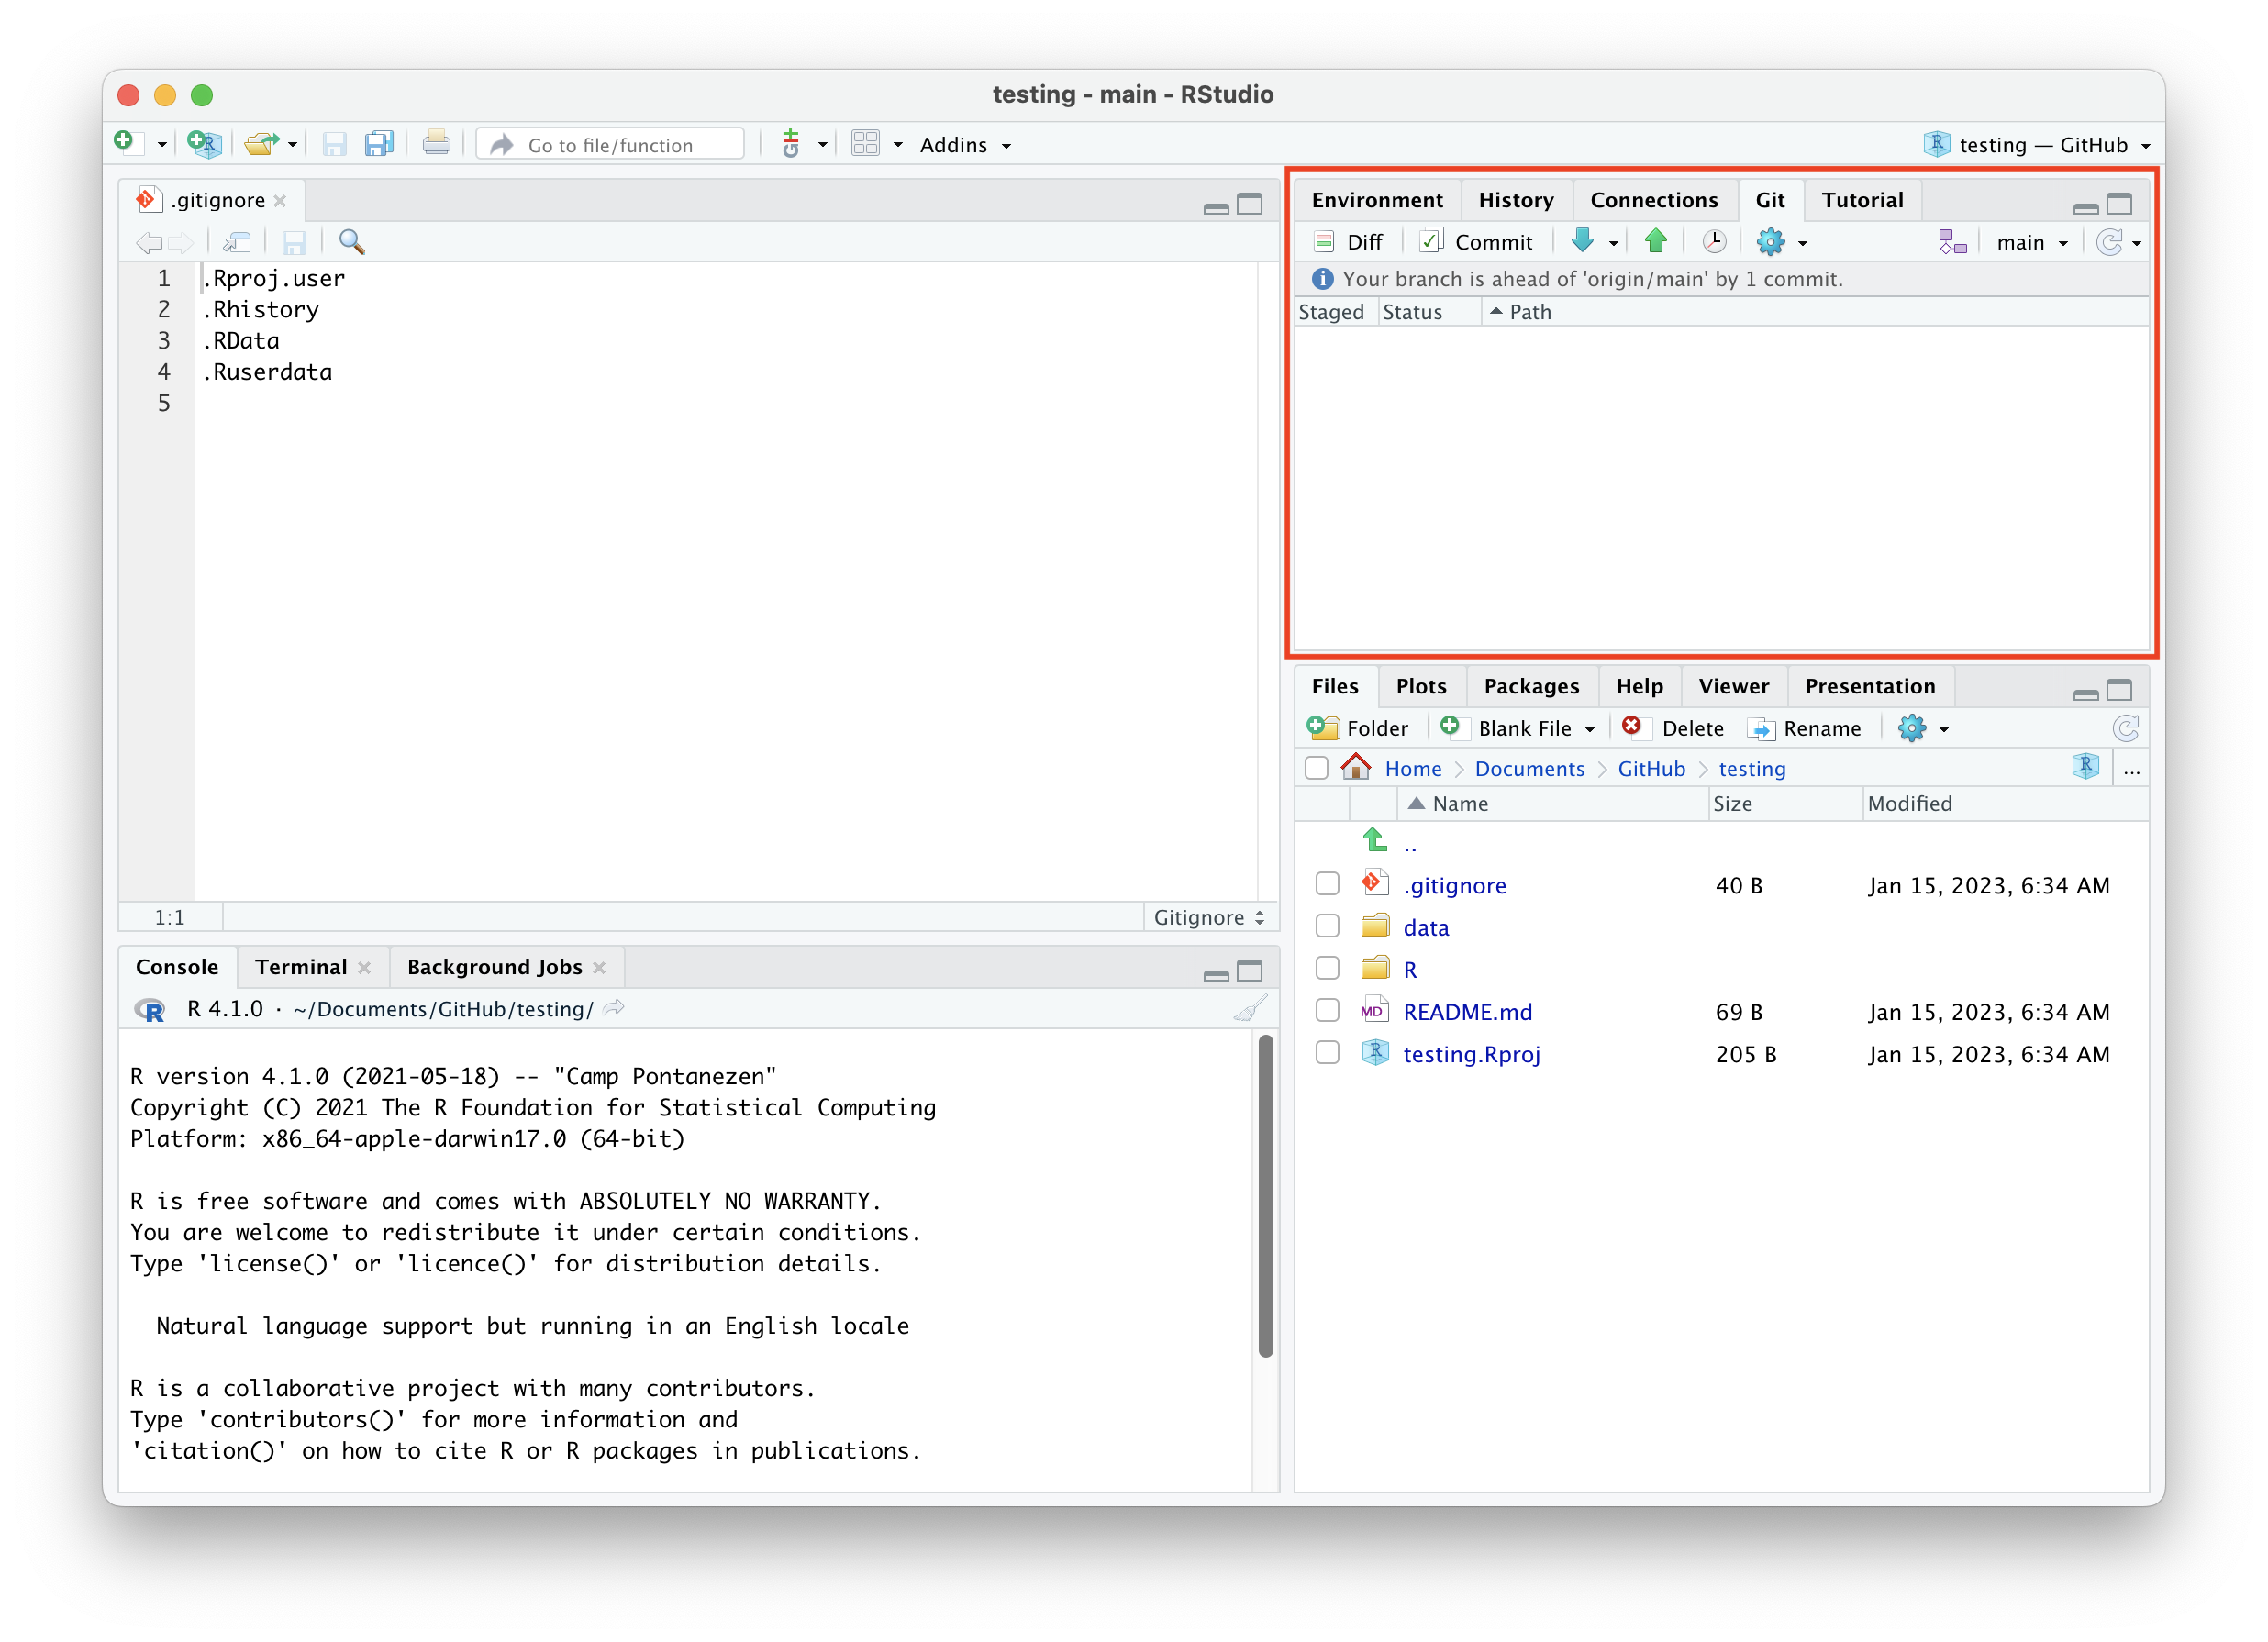 testing - main - RStudio
Go to file/function
Git
Addins
testing — GitHub
.gitignore
1 .Rproj.user
2 .Rhistory
3 .RData
4 .Ruserdata
5
1:1
Gitignore
Console Terminal Background Jobs
R 4.1.0 · ~/Documents/GitHub/testing/
R version 4.1.0 (2021-05-18) -- "Camp Pontanezen"
Copyright (C) 2021 The R Foundation for Statistical Computing
Platform: x86_64-apple-darwin17.0 (64-bit)
R is free software and comes with ABSOLUTELY NO WARRANTY.
You are welcome to redistribute it under certain conditions.
Type 'license()' or 'licence()' for distribution details.
Natural language support but running in an English locale
R is a collaborative project with many contributors.
Type 'contributors()' for more information and
'citation()' on how to cite R or R packages in publications.
Environment History Connections Git Tutorial
Diff Commit main
Your branch is ahead of 'origin/main' by 1 commit.
Staged Status Path
Files Plots Packages Help Viewer Presentation
Folder Blank File Delete Rename
Home Documents GitHub testing ...
Name Size Modified
..
.gitignore 40 B Jan 15, 2023, 6:34 AM
data
R
MD README.md 69 B Jan 15, 2023, 6:34 AM
testing.Rproj 205 B Jan 15, 2023, 6:34 AM